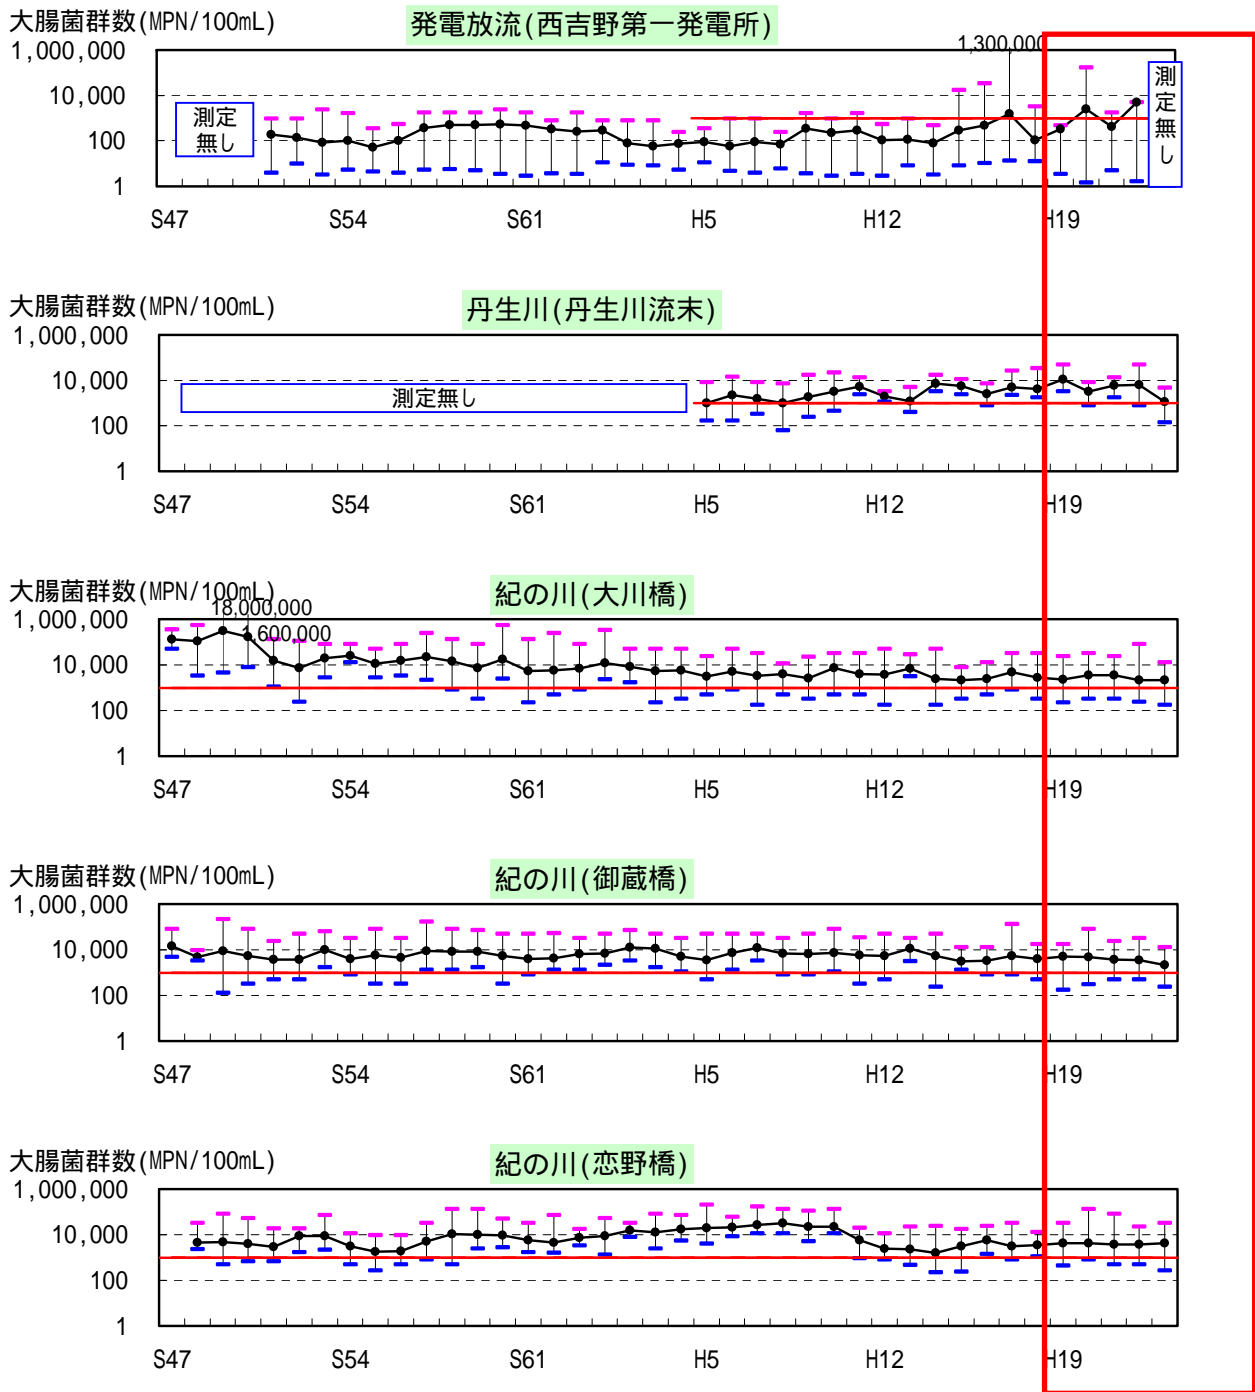 大腸菌群数(MPN/100mL)
発電放流(西吉野第一発電所)
1,000,000
1,300,000
10,000
100
1
測定
無し
測定無し
S47 S54 S61 H5 H12 H19
大腸菌群数(MPN/100mL)
丹生川(丹生川流末)
1,000,000
10,000
100
1
測定無し
S47 S54 S61 H5 H12 H19
大腸菌群数(MPN/100mL)
紀の川(大川橋)
18,000,000
1,000,000
1,600,000
10,000
100
1
S47 S54 S61 H5 H12 H19
大腸菌群数(MPN/100mL)
紀の川(御蔵橋)
1,000,000
10,000
100
1
S47 S54 S61 H5 H12 H19
大腸菌群数(MPN/100mL)
紀の川(恋野橋)
1,000,000
10,000
100
1
S47 S54 S61 H5 H12 H19